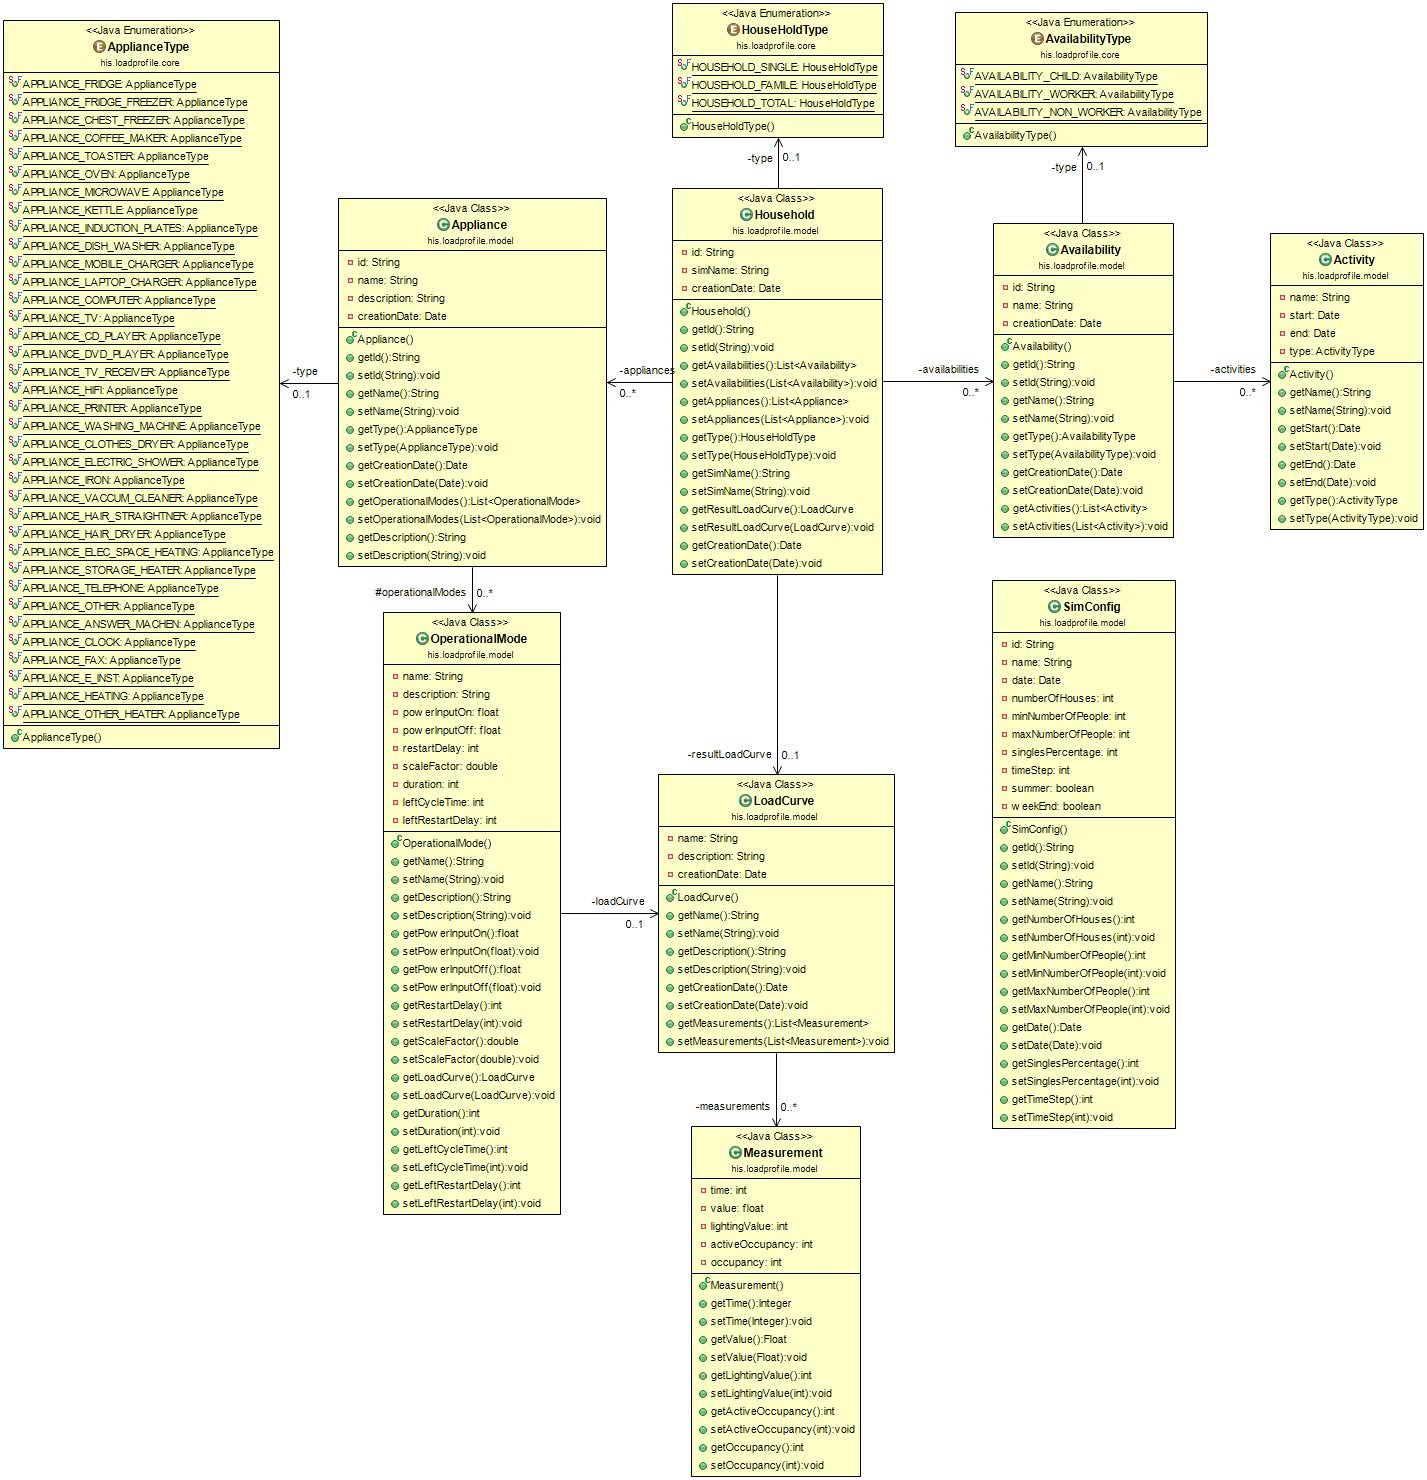 <<Java Enumeration>>
ApplianceType
his.loadprofile.core
APPLIANCE_FRIDGE: ApplianceType
APPLIANCE_FRIDGE_FREEZER: ApplianceType
APPLIANCE_CHEST_FREEZER: ApplianceType
APPLIANCE_COFFEE_MAKER: ApplianceType
APPLIANCE_TOASTER: ApplianceType
APPLIANCE_OVEN: ApplianceType
APPLIANCE_MICROWAVE: ApplianceType
APPLIANCE_KETTLE: ApplianceType
APPLIANCE_INDUCTION_PLATES: ApplianceType
APPLIANCE_DISH_WASHER: ApplianceType
APPLIANCE_MOBILE_CHARGER: ApplianceType
APPLIANCE_LAPTOP_CHARGER: ApplianceType
APPLIANCE_COMPUTER: ApplianceType
APPLIANCE_TV: ApplianceType
APPLIANCE_CD_PLAYER: ApplianceType
APPLIANCE_DVD_PLAYER: ApplianceType
APPLIANCE_TV_RECEIVER: ApplianceType
APPLIANCE_HIFI: ApplianceType
APPLIANCE_PRINTER: ApplianceType
APPLIANCE_WASHING_MACHINE: ApplianceType
APPLIANCE_CLOTHES_DRYER: ApplianceType
APPLIANCE_ELECTRIC_SHOWER: ApplianceType
APPLIANCE_IRON: ApplianceType
APPLIANCE_VACCUM_CLEANER: ApplianceType
APPLIANCE_HAIR_STRAIGHTNER: ApplianceType
APPLIANCE_HAIR_DRYER: ApplianceType
APPLIANCE_ELEC_SPACE_HEATING: ApplianceType
APPLIANCE_STORAGE_HEATER: ApplianceType
APPLIANCE_TELEPHONE: ApplianceType
APPLIANCE_OTHER: ApplianceType
APPLIANCE_ANSWER_MACHEN: ApplianceType
APPLIANCE_CLOCK: ApplianceType
APPLIANCE_FAX: ApplianceType
APPLIANCE_E_INST: ApplianceType
APPLIANCE_HEATING: ApplianceType
APPLIANCE_OTHER_HEATER: ApplianceType
ApplianceType()
-type
0..1
<<Java Class>>
Appliance
his.loadprofile.model
id: String
name: String
description: String
creationDate: Date
Appliance()
getId():String
setId(String):void
getName():String
setName(String):void
getType():ApplianceType
setType(ApplianceType):void
getCreationDate():Date
setCreationDate(Date):void
getOperationalModes():List<OperationalMode>
setOperationalModes(List<OperationalMode>):void
getDescription():String
setDescription(String):void
#operationalModes 0..*
<<Java Class>>
OperationalMode
his.loadprofile.model
name: String
description: String
powerInputOn: float
powerInputOff: float
restartDelay: int
scaleFactor: double
duration: int
leftCycleTime: int
leftRestartDelay: int
OperationalMode()
getName():String
setName(String):void
getDescription():String
setDescription(String):void
getPowerInputOn():float
setPowerInputOn(float):void
getPowerInputOff():float
setPowerInputOff(float):void
getRestartDelay():int
setRestartDelay(int):void
getScaleFactor():double
setScaleFactor(double):void
getLoadCurve():LoadCurve
setLoadCurve(LoadCurve):void
getDuration():int
setDuration(int):void
getLeftCycleTime():int
setLeftCycleTime(int):void
getLeftRestartDelay():int
setLeftRestartDelay(int):void
-loadCurve
0..1
<<Java Enumeration>>
HouseHoldType
his.loadprofile.core
HOUSEHOLD_SINGLE: HouseHoldType
HOUSEHOLD_FAMILE: HouseHoldType
HOUSEHOLD_TOTAL: HouseHoldType
HouseHoldType()
-type 0..1
<<Java Class>>
Household
his.loadprofile.model
id: String
simName: String
creationDate: Date
Household()
getId():String
setId(String):void
getAvailabilities():List<Availability>
setAvailabilities(List<Availability>):void
getAppliances():List<Appliance>
setAppliances(List<Appliance>):void
getType():HouseHoldType
setType(HouseHoldType):void
getSimName():String
setSimName(String):void
getResultLoadCurve():LoadCurve
setResultLoadCurve(LoadCurve):void
getCreationDate():Date
setCreationDate(Date):void
-appliances
0..*
-availabilities
0..*
-resultLoadCurve 0..1
<<Java Class>>
LoadCurve
his.loadprofile.model
name: String
description: String
creationDate: Date
LoadCurve()
getName():String
setName(String):void
getDescription():String
setDescription(String):void
getCreationDate():Date
setCreationDate(Date):void
getMeasurements():List<Measurement>
setMeasurements(List<Measurement>):void
-measurements 0..*
<<Java Class>>
Measurement
his.loadprofile.model
time: int
value: float
lightingValue: int
activeOccupancy: int
occupancy: int
Measurement()
getTime():Integer
setTime(Integer):void
getValue():Float
setValue(Float):void
getLightingValue():int
setLightingValue(int):void
getActiveOccupancy():int
setActiveOccupancy(int):void
getOccupancy():int
setOccupancy(int):void
<<Java Enumeration>>
AvailabilityType
his.loadprofile.core
AVAILABILITY_CHILD: AvailabilityType
AVAILABILITY_WORKER: AvailabilityType
AVAILABILITY_NON_WORKER: AvailabilityType
AvailabilityType()
-type 0..1
<<Java Class>>
Availability
his.loadprofile.model
id: String
name: String
creationDate: Date
Availability()
getId():String
setId(String):void
getName():String
setName(String):void
getType():AvailabilityType
setType(AvailabilityType):void
getCreationDate():Date
setCreationDate(Date):void
getActivities():List<Activity>
setActivities(List<Activity>):void
-activities
0..*
<<Java Class>>
Activity
his.loadprofile.model
name: String
start: Date
end: Date
type: ActivityType
Activity()
getName():String
setName(String):void
getStart():Date
setStart(Date):void
getEnd():Date
setEnd(Date):void
getType():ActivityType
setType(ActivityType):void
<<Java Class>>
SimConfig
his.loadprofile.model
id: String
name: String
date: Date
numberOfHouses: int
minNumberOfPeople: int
maxNumberOfPeople: int
singlesPercentage: int
timeStep: int
summer: boolean
weekEnd: boolean
SimConfig()
getId():String
setId(String):void
getName():String
setName(String):void
getNumberOfHouses():int
setNumberOfHouses(int):void
getMinNumberOfPeople():int
setMinNumberOfPeople(int):void
getMaxNumberOfPeople():int
setMaxNumberOfPeople(int):void
getDate():Date
setDate(Date):void
getSinglesPercentage():int
setSinglesPercentage(int):void
getTimeStep():int
setTimeStep(int):void